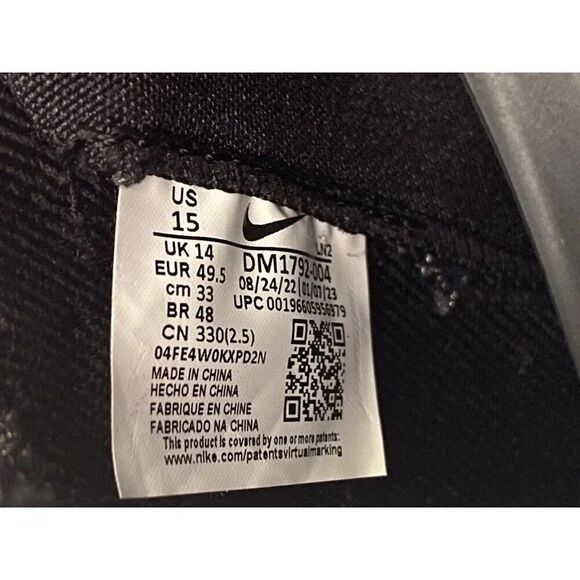 US
15
LN2
UK 14
DM1792-004
EUR 49.5
08/24/22 01/07/23
cm 33
UPC 00196605956979
BR 48
CN 330(2.5)
04FE4W0KXPD2N
MADE IN CHINA
HECHO EN CHINA
FABRIQUE EN CHINE
FABRICADO NA CHINA
This product is covered by one or more patents:
www.nike.com/patentsvirtualmarking